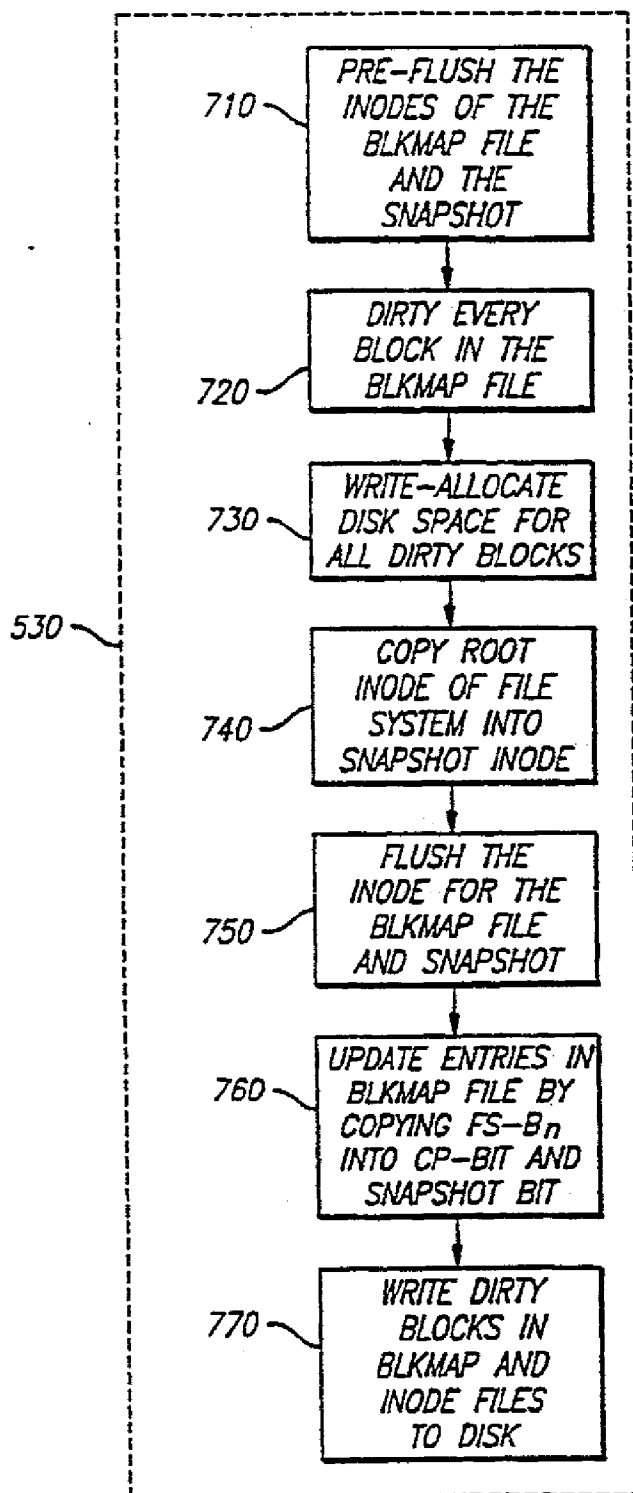 710
PRE-FLUSH THE
INODES OF THE
BLKMAP FILE
AND THE
SNAPSHOT
720
DIRTY EVERY
BLOCK IN THE
BLKMAP FILE
730
WRITE-ALLOCATE
DISK SPACE FOR
ALL DIRTY BLOCKS
530
740
COPY ROOT
INODE OF FILE
SYSTEM INTO
SNAPSHOT INODE
750
FLUSH THE
INODE FOR THE
BLKMAP FILE
AND SNAPSHOT
760
UPDATE ENTRIES IN
BLKMAP FILE BY
COPYING FS-Bn
INTO CP-BIT AND
SNAPSHOT BIT
770
WRITE DIRTY
BLOCKS IN
BLKMAP AND
INODE FILES
TO DISK